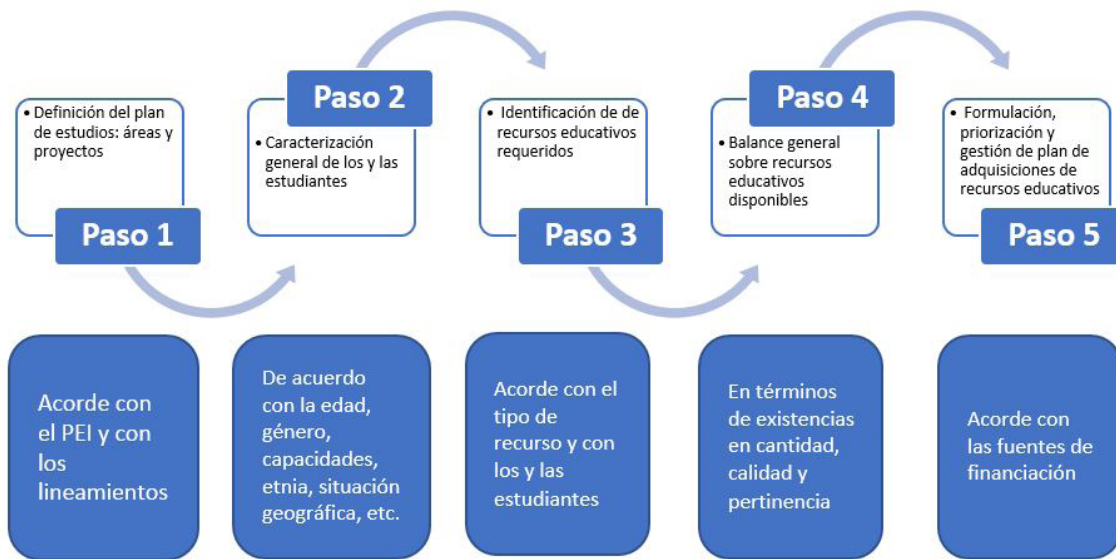 • Definición del plan
de estudios: áreas y
proyectos
Paso 1
Paso 2
• Caracterización
general de los y las
estudiantes
• Identificación de de
recursos educativos
requeridos
Paso 3
Paso 4
• Balance general
sobre recursos
educativos
disponibles
• Formulación,
priorización y
gestión de plan de
adquisiciones de
recursos educativos
Paso 5
Acorde con
el PEI y con
los
lineamientos
De acuerdo
con la edad,
género,
capacidades,
etnia, situación
geográfica, etc.
Acorde con el
tipo de
recurso y con
los y las
estudiantes
En términos
de existencias
en cantidad,
calidad y
pertinencia
Acorde con
las fuentes de
financiación